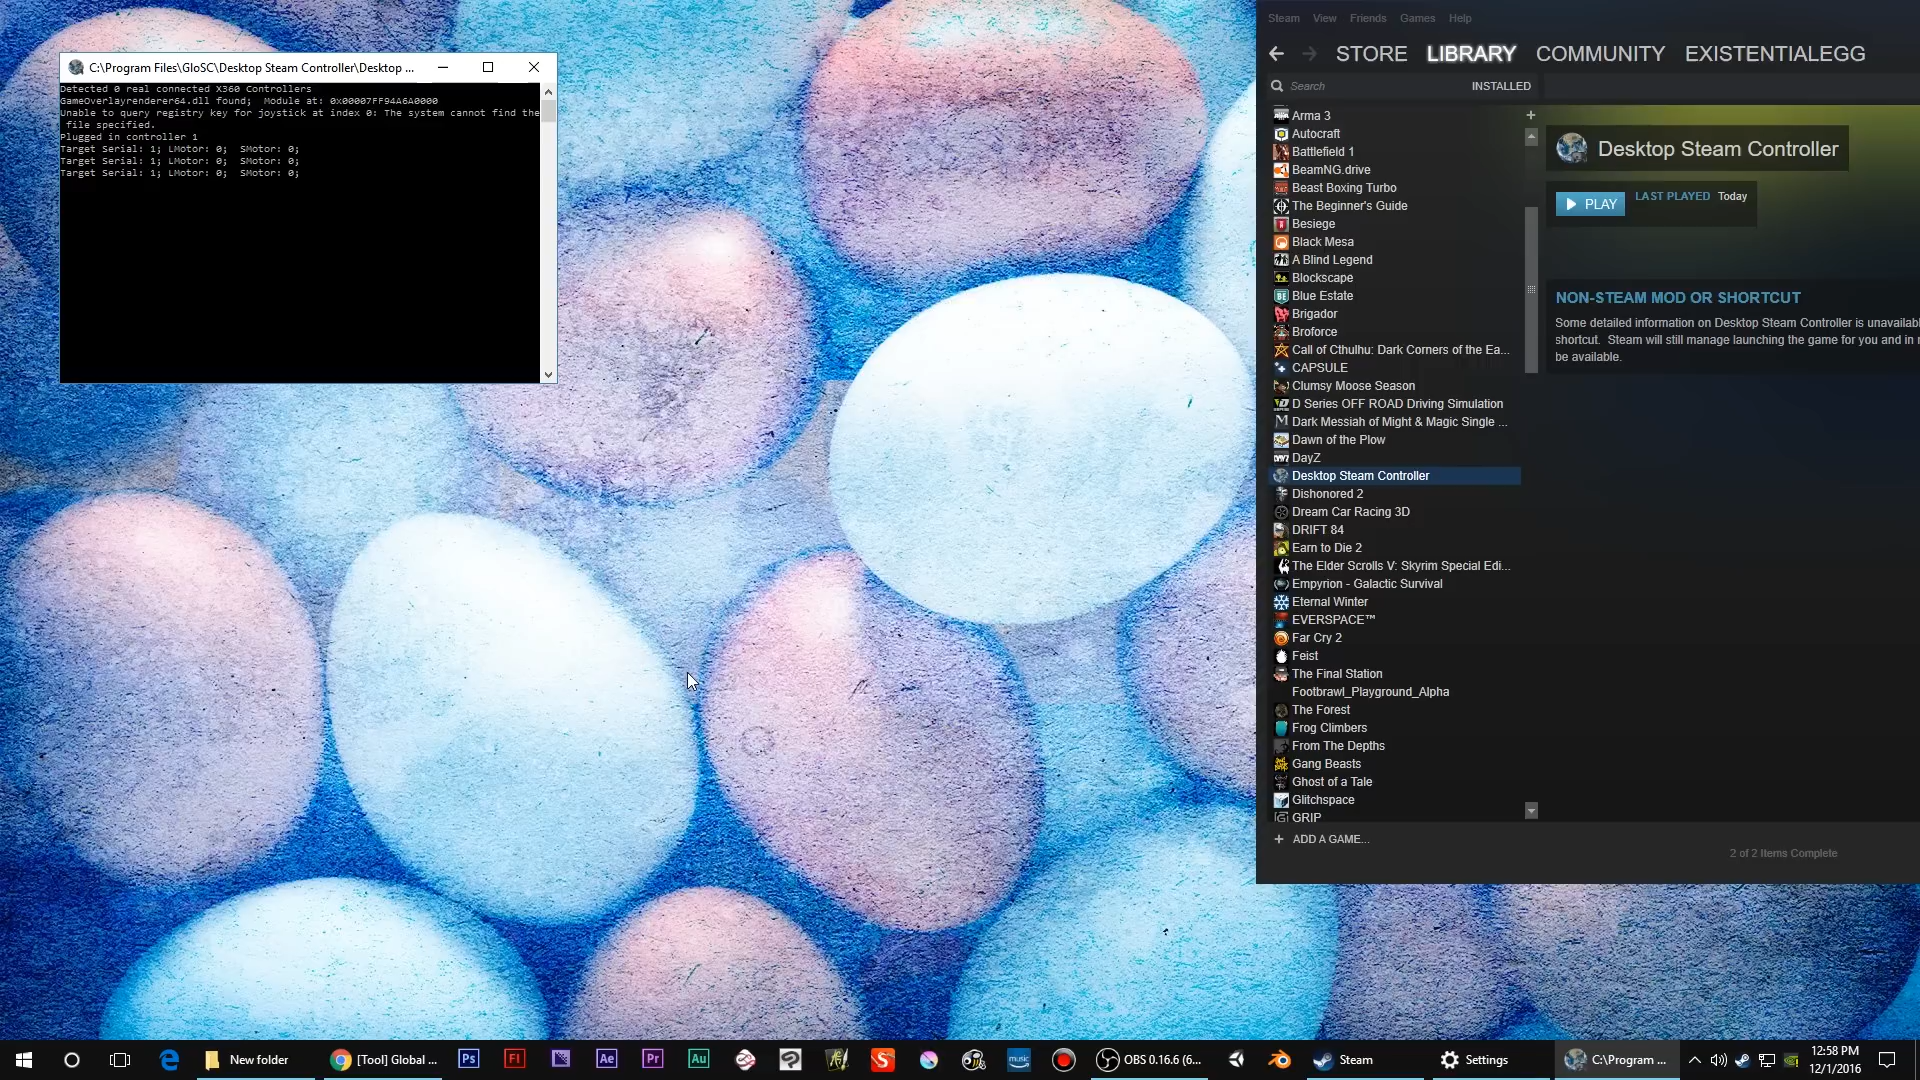 C:\Program Files\GloSC\Desktop Steam Controller\Desktop ...
Detected 0 real connected X360 Controllers
GameOverlayrenderer64.dll found;  Module at: 0x00007FF94A6A0000
Unable to query registry key for joystick at index 0: The system cannot find the
 file specified.
Plugged in controller 1
Target Serial: 1; LMotor: 0;  SMotor: 0;
Target Serial: 1; LMotor: 0;  SMotor: 0;
Target Serial: 1; LMotor: 0;  SMotor: 0;
Steam View Friends Games Help
STORE LIBRARY COMMUNITY EXISTENTIALEGG
Search INSTALLED
Arma 3
Autocraft
Battlefield 1
BeamNG.drive
Beast Boxing Turbo
The Beginner's Guide
Besiege
Black Mesa
A Blind Legend
Blockscape
Blue Estate
Brigador
Broforce
Call of Cthulhu: Dark Corners of the Ea...
CAPSULE
Clumsy Moose Season
D Series OFF ROAD Driving Simulation
Dark Messiah of Might & Magic Single ...
Dawn of the Plow
DayZ
Desktop Steam Controller
Dishonored 2
Dream Car Racing 3D
DRIFT 84
Earn to Die 2
The Elder Scrolls V: Skyrim Special Edi...
Empyrion - Galactic Survival
Eternal Winter
EVERSPACE™
Far Cry 2
Feist
The Final Station
Footbrawl_Playground_Alpha
The Forest
Frog Climbers
From The Depths
Gang Beasts
Ghost of a Tale
Glitchspace
GRIP
+ ADD A GAME...
Desktop Steam Controller
PLAY LAST PLAYED Today
NON-STEAM MOD OR SHORTCUT
Some detailed information on Desktop Steam Controller is unavailab
shortcut.  Steam will still manage launching the game for you and in
be available.
2 of 2 Items Complete
New folder [Tool] Global ... Ps Fl Ae Pr Au music OBS 0.16.6 (6... Steam Settings C:\Program ... 12:58 PM
12/1/2016